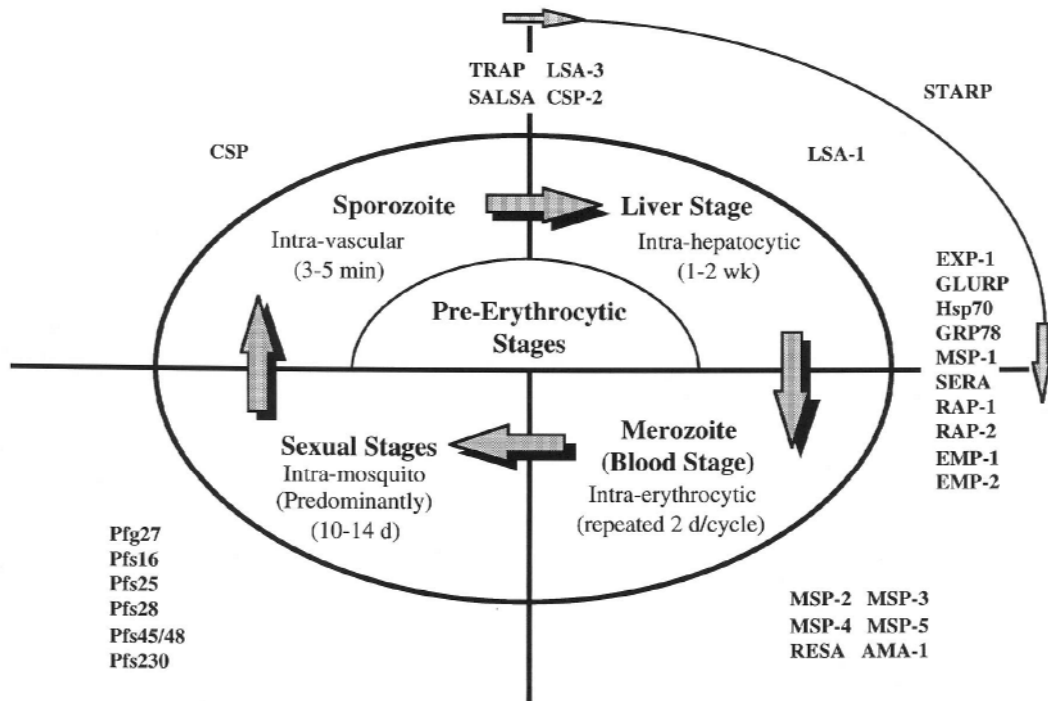 TRAP LSA-3
SALSA CSP-2
STARP
CSP
LSA-1
Sporozoite
Intra-vascular
(3-5 min)
Liver Stage
Intra-hepatocytic
(1-2 wk)
Pre-Erythrocytic
Stages
EXP-1
GLURP
Hsp70
GRP78
MSP-1
SERA
RAP-1
RAP-2
EMP-1
EMP-2
Sexual Stages
Intra-mosquito
(Predominantly)
(10-14 d)
Merozoite
(Blood Stage)
Intra-erythrocytic
(repeated 2 d/cycle)
Pfg27
Pfs16
Pfs25
Pfs28
Pfs45/48
Pfs230
MSP-2 MSP-3
MSP-4 MSP-5
RESA AMA-1